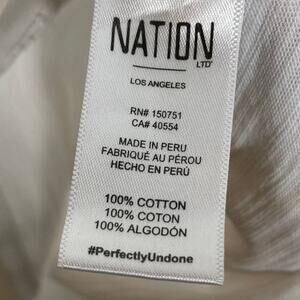 NATION
LTD
LOS ANGELES
RN# 150751
CA# 40554
MADE IN PERU
FABRIQUÉ AU PÉROU
HECHO EN PERÚ
100% COTTON
100% COTON
100% ALGODÓN
#PerfectlyUndone